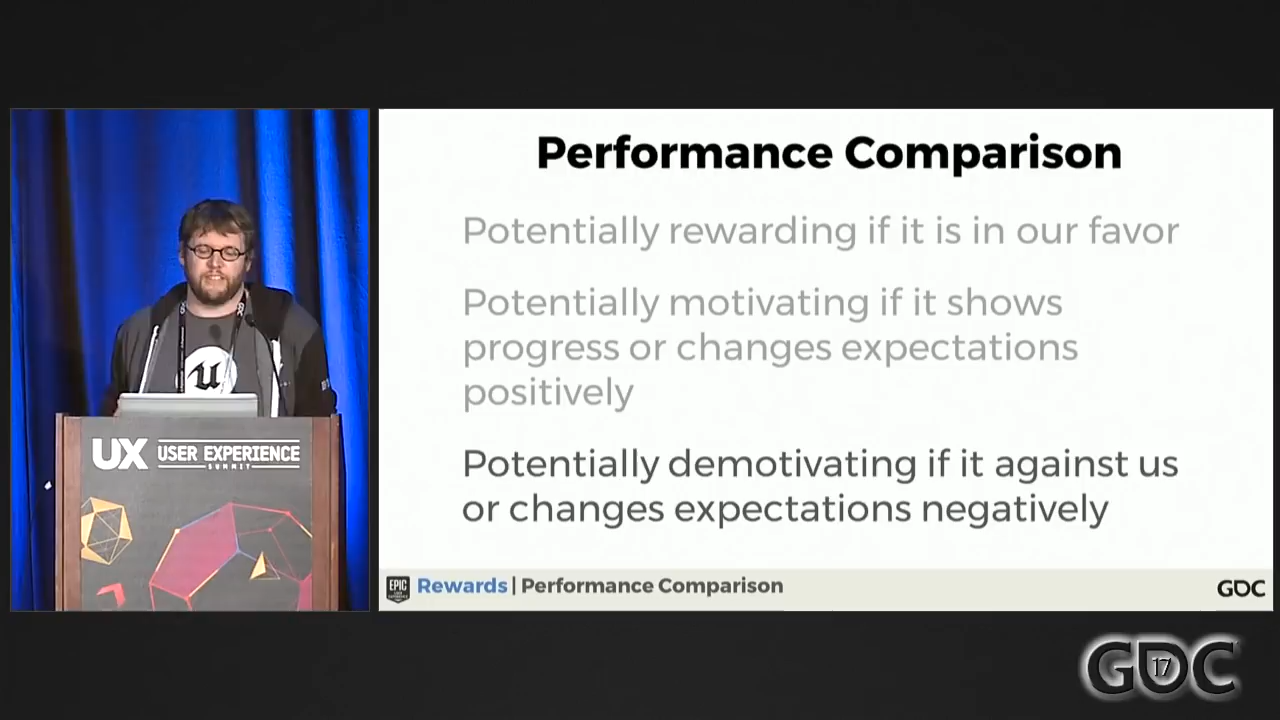 Performance Comparison
Potentially rewarding if it is in our favor
Potentially motivating if it shows
progress or changes expectations
positively
Potentially demotivating if it against us
or changes expectations negatively
UX USER EXPERIENCE
SUMMIT
EPIC
Rewards | Performance Comparison
GDC
GDC
17